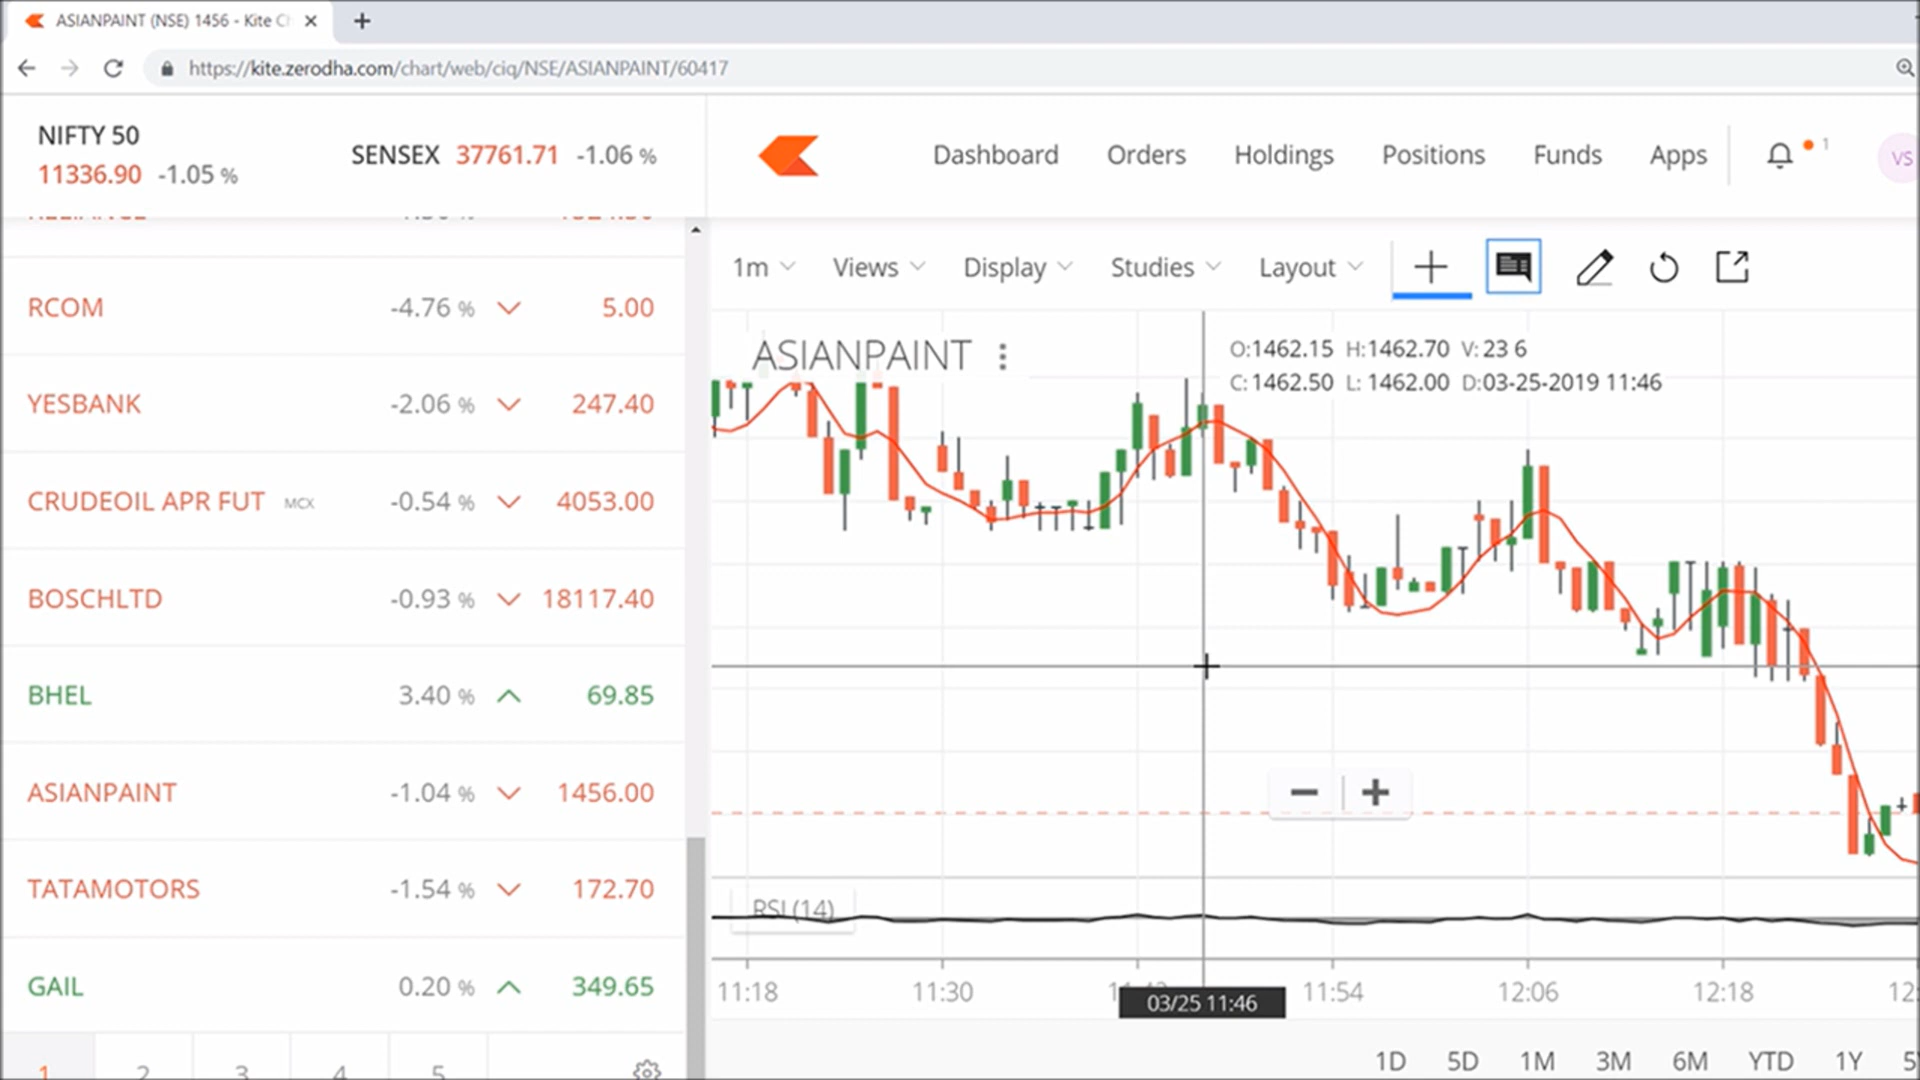 ASIANPAINT (NSE) 1456 - Kite C
https://kite.zerodha.com/chart/web/ciq/NSE/ASIANPAINT/60417
NIFTY 50
11336.90 -1.05 %
SENSEX 37761.71 -1.06 %
Dashboard Orders Holdings Positions Funds Apps 1 VS
RCOM -4.76 % 5.00
YESBANK -2.06 % 247.40
CRUDEOIL APR FUT MCX -0.54 % 4053.00
BOSCHLTD -0.93 % 18117.40
BHEL 3.40 % 69.85
ASIANPAINT -1.04 % 1456.00
TATAMOTORS -1.54 % 172.70
GAIL 0.20 % 349.65
1 2 3 4 5
1m Views Display Studies Layout
ASIANPAINT
O:1462.15 H:1462.70 V: 23 6
C:1462.50 L: 1462.00 D:03-25-2019 11:46
RSI (14)
11:18 11:30 11:54 12:06 12:18
03/25 11:46
1D 5D 1M 3M 6M YTD 1Y